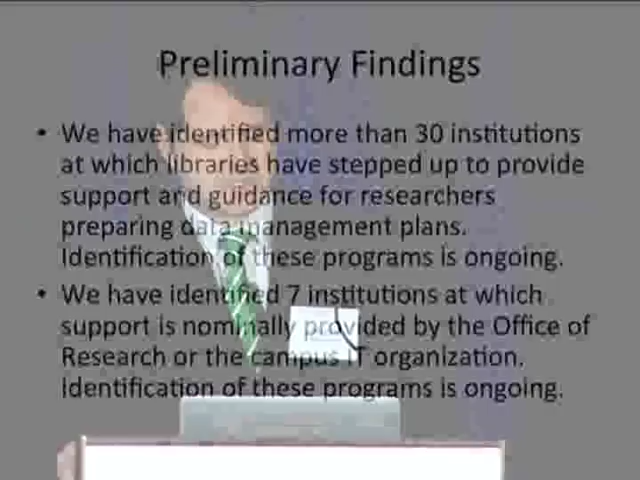 Preliminary Findings
• We have identified more than 30 institutions
at which libraries have stepped up to provide
support and guidance for researchers
preparing data management plans.
Identification of these programs is ongoing.
• We have identified 7 institutions at which
support is nominally provided by the Office of
Research or the campus IT organization.
Identification of these programs is ongoing.